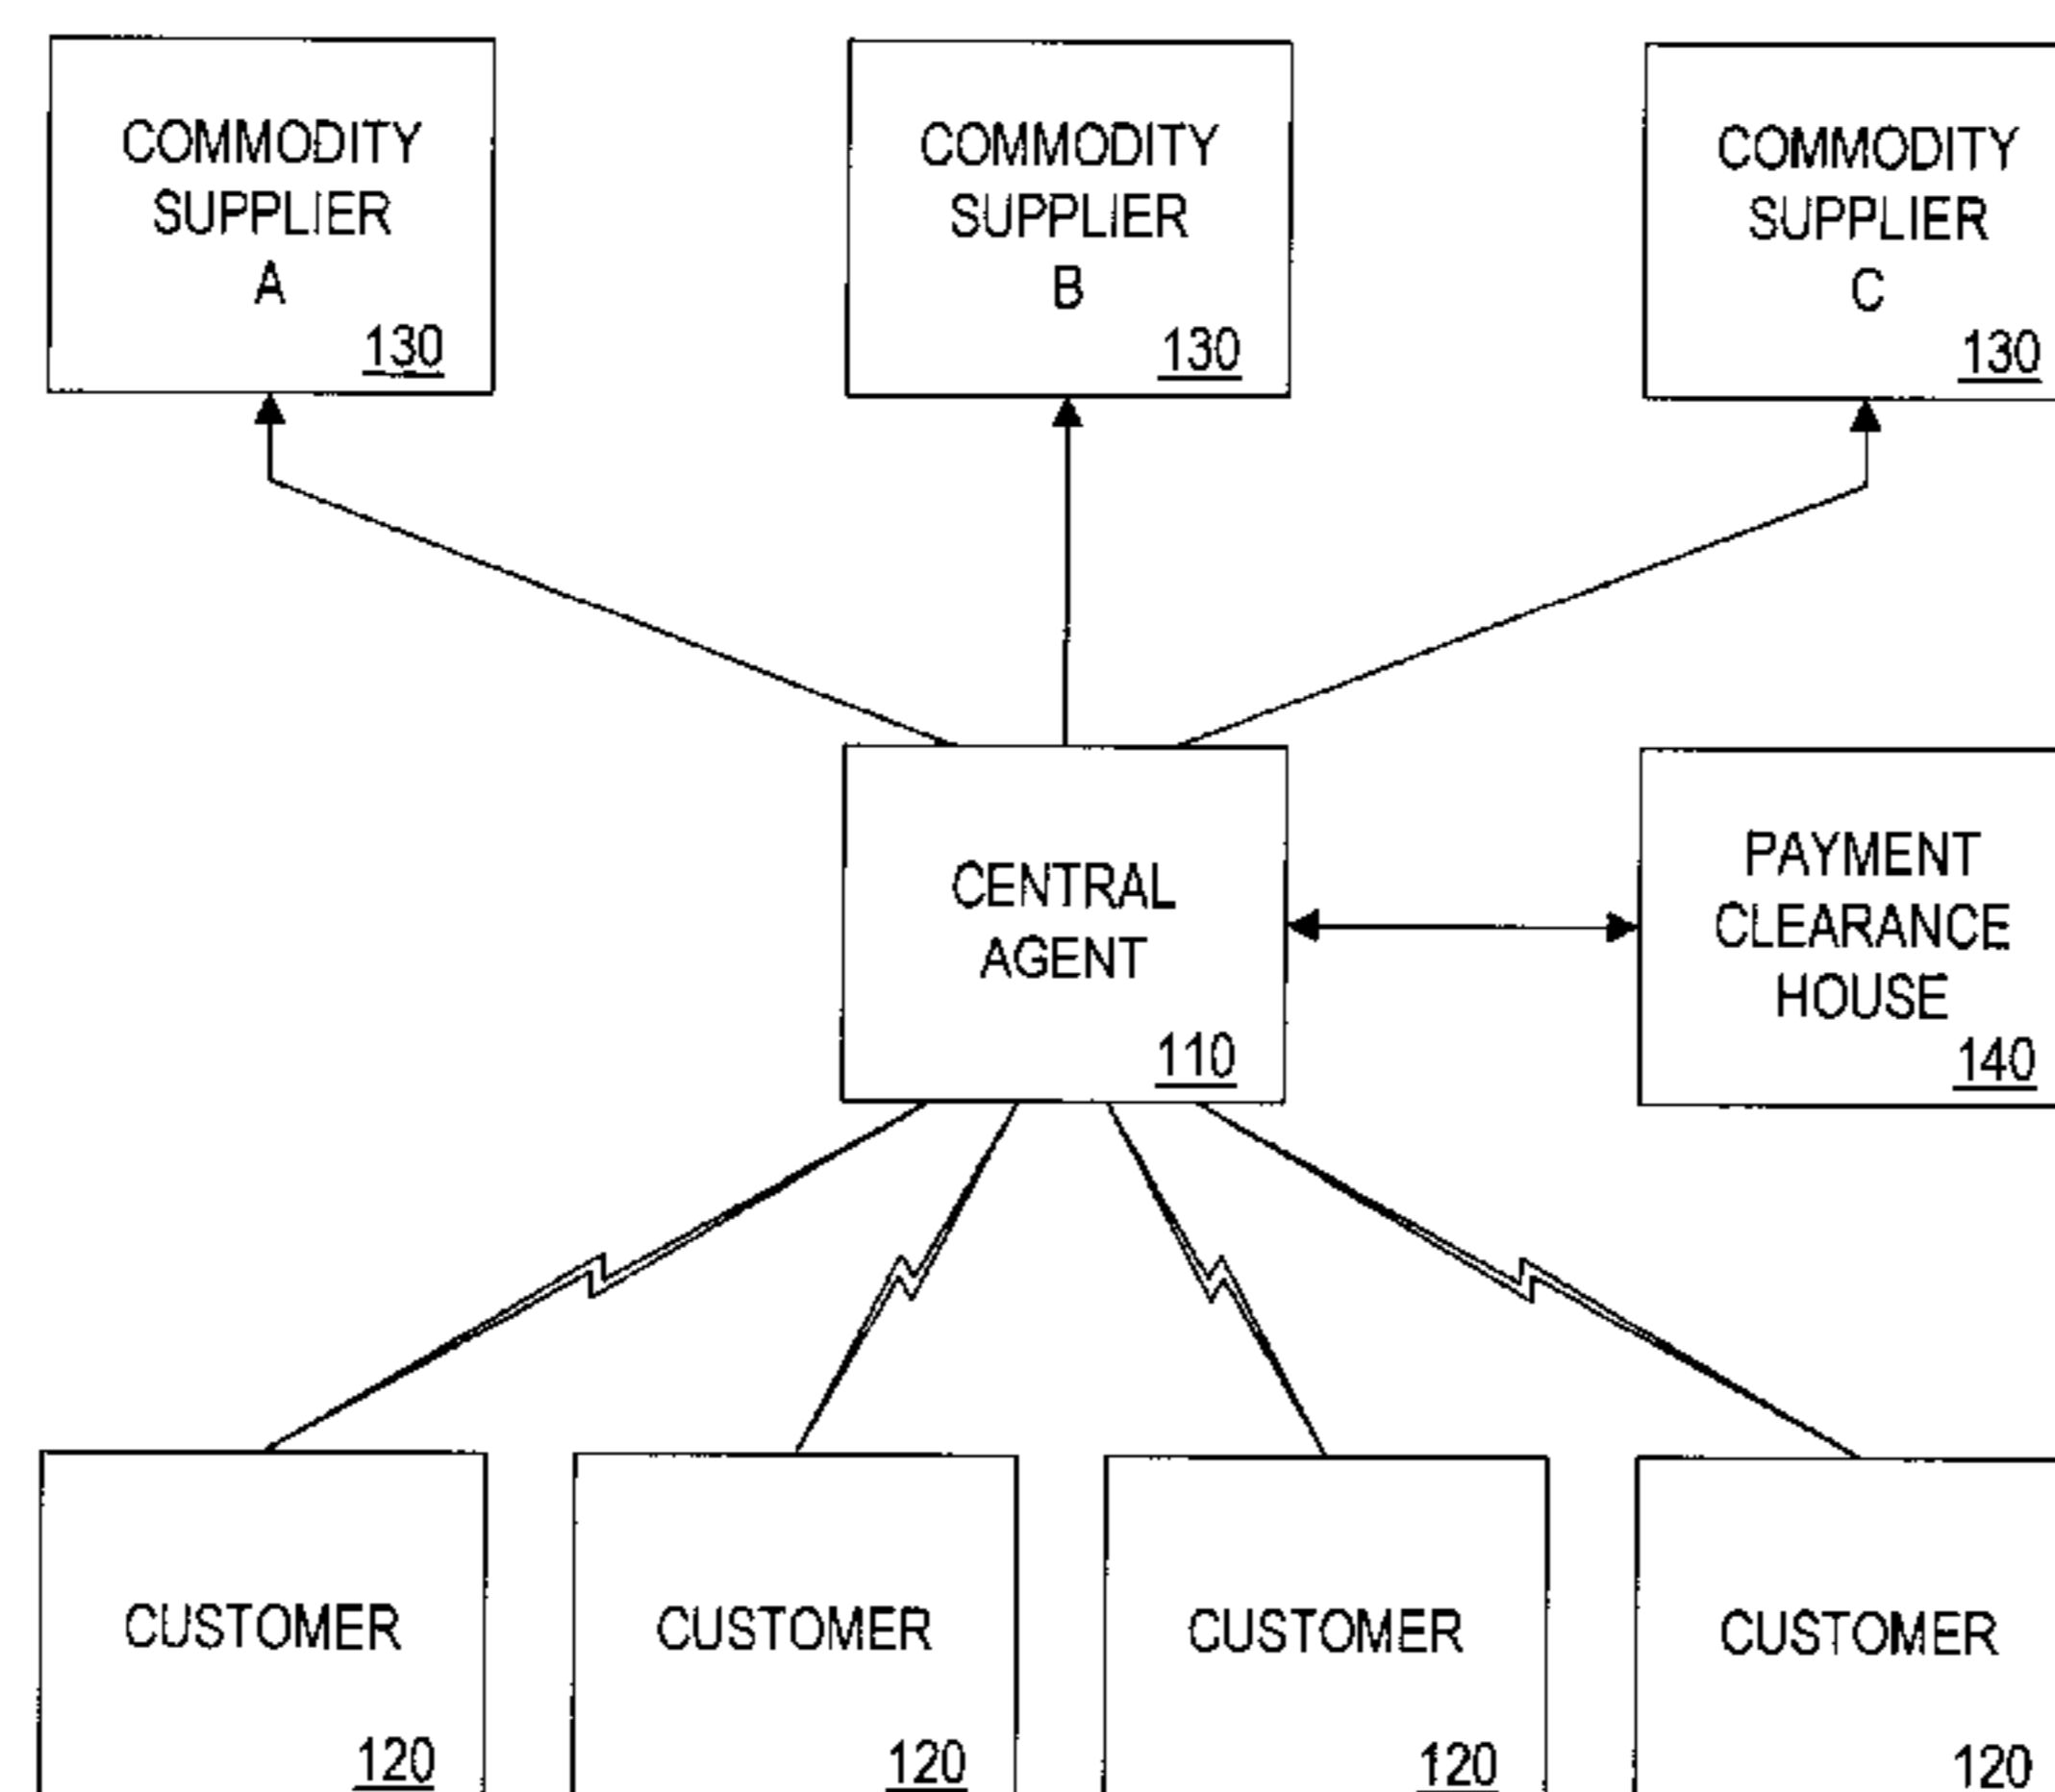 COMMODITY
SUPPLIER
A
130
COMMODITY
SUPPLIER
B
130
COMMODITY
SUPPLIER
C
130
CENTRAL
AGENT
110
PAYMENT
CLEARANCE
HOUSE
140
CUSTOMER
120
CUSTOMER
120
CUSTOMER
120
CUSTOMER
120